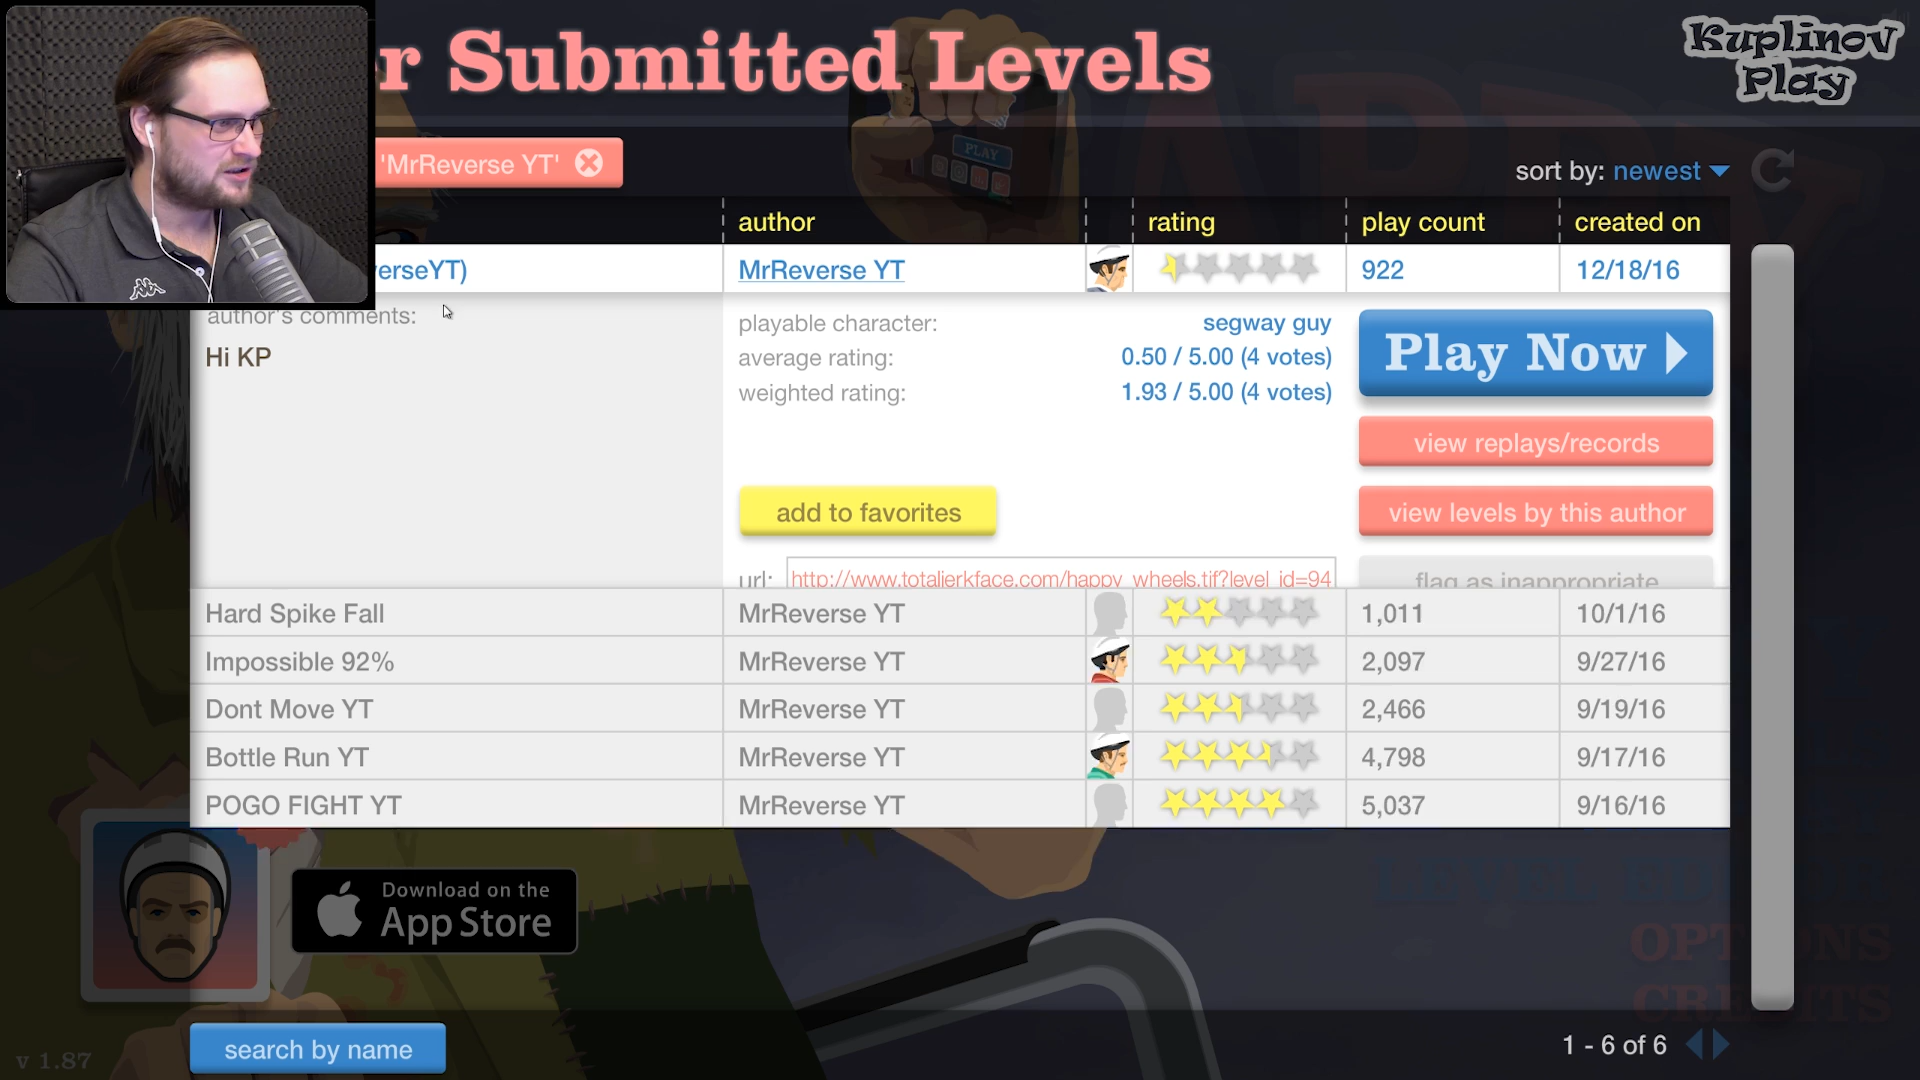 r Submitted Levels
Kuplinov
Play
'MrReverse YT'
sort by: newest
author rating play count created on
erseYT) MrReverse YT 922 12/18/16
author's comments:
Hi KP
playable character: segway guy
average rating: 0.50 / 5.00 (4 votes)
weighted rating: 1.93 / 5.00 (4 votes)
Play Now
view replays/records
add to favorites
view levels by this author
url: http://www.totaljerkface.com/happy_wheels.tjf?level_id=94
flag as inappropriate
Hard Spike Fall MrReverse YT 1,011 10/1/16
Impossible 92% MrReverse YT 2,097 9/27/16
Dont Move YT MrReverse YT 2,466 9/19/16
Bottle Run YT MrReverse YT 4,798 9/17/16
POGO FIGHT YT MrReverse YT 5,037 9/16/16
LEVEL EDITOR
OPTIONS
CREDITS
Download on the
App Store
search by name
1 - 6 of 6
v 1.87
PLAY